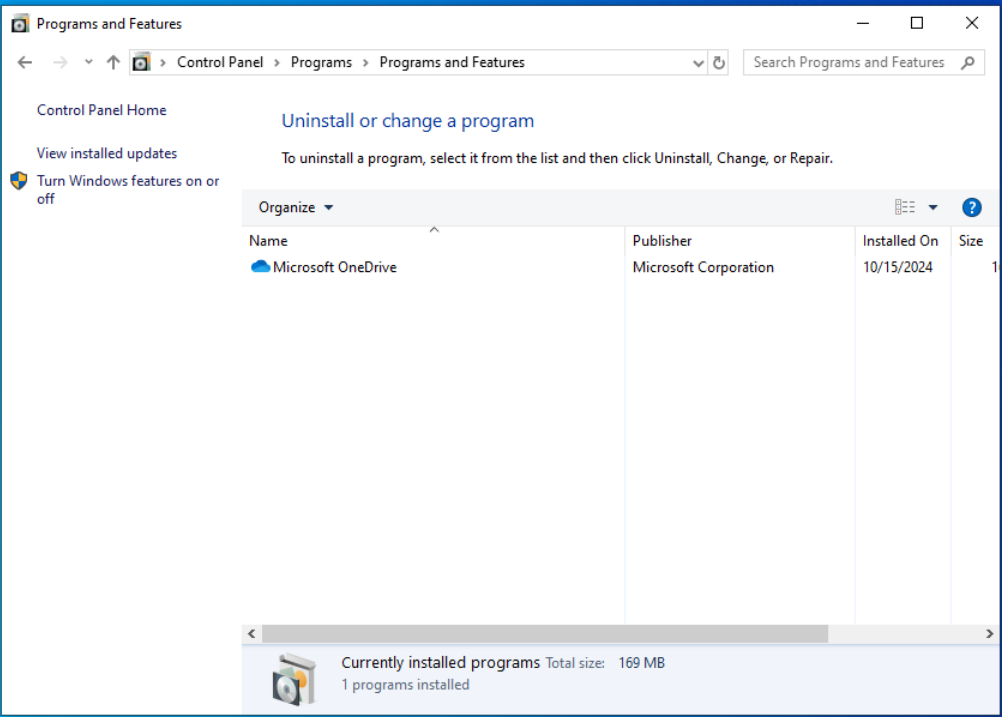 Programs and Features
Control Panel > Programs > Programs and Features
Search Programs and Features
Control Panel Home
View installed updates
Turn Windows features on or
off
Uninstall or change a program
To uninstall a program, select it from the list and then click Uninstall, Change, or Repair.
Organize
Name Publisher Installed On Size
Microsoft OneDrive Microsoft Corporation 10/15/2024
Currently installed programs Total size: 169 MB
1 programs installed